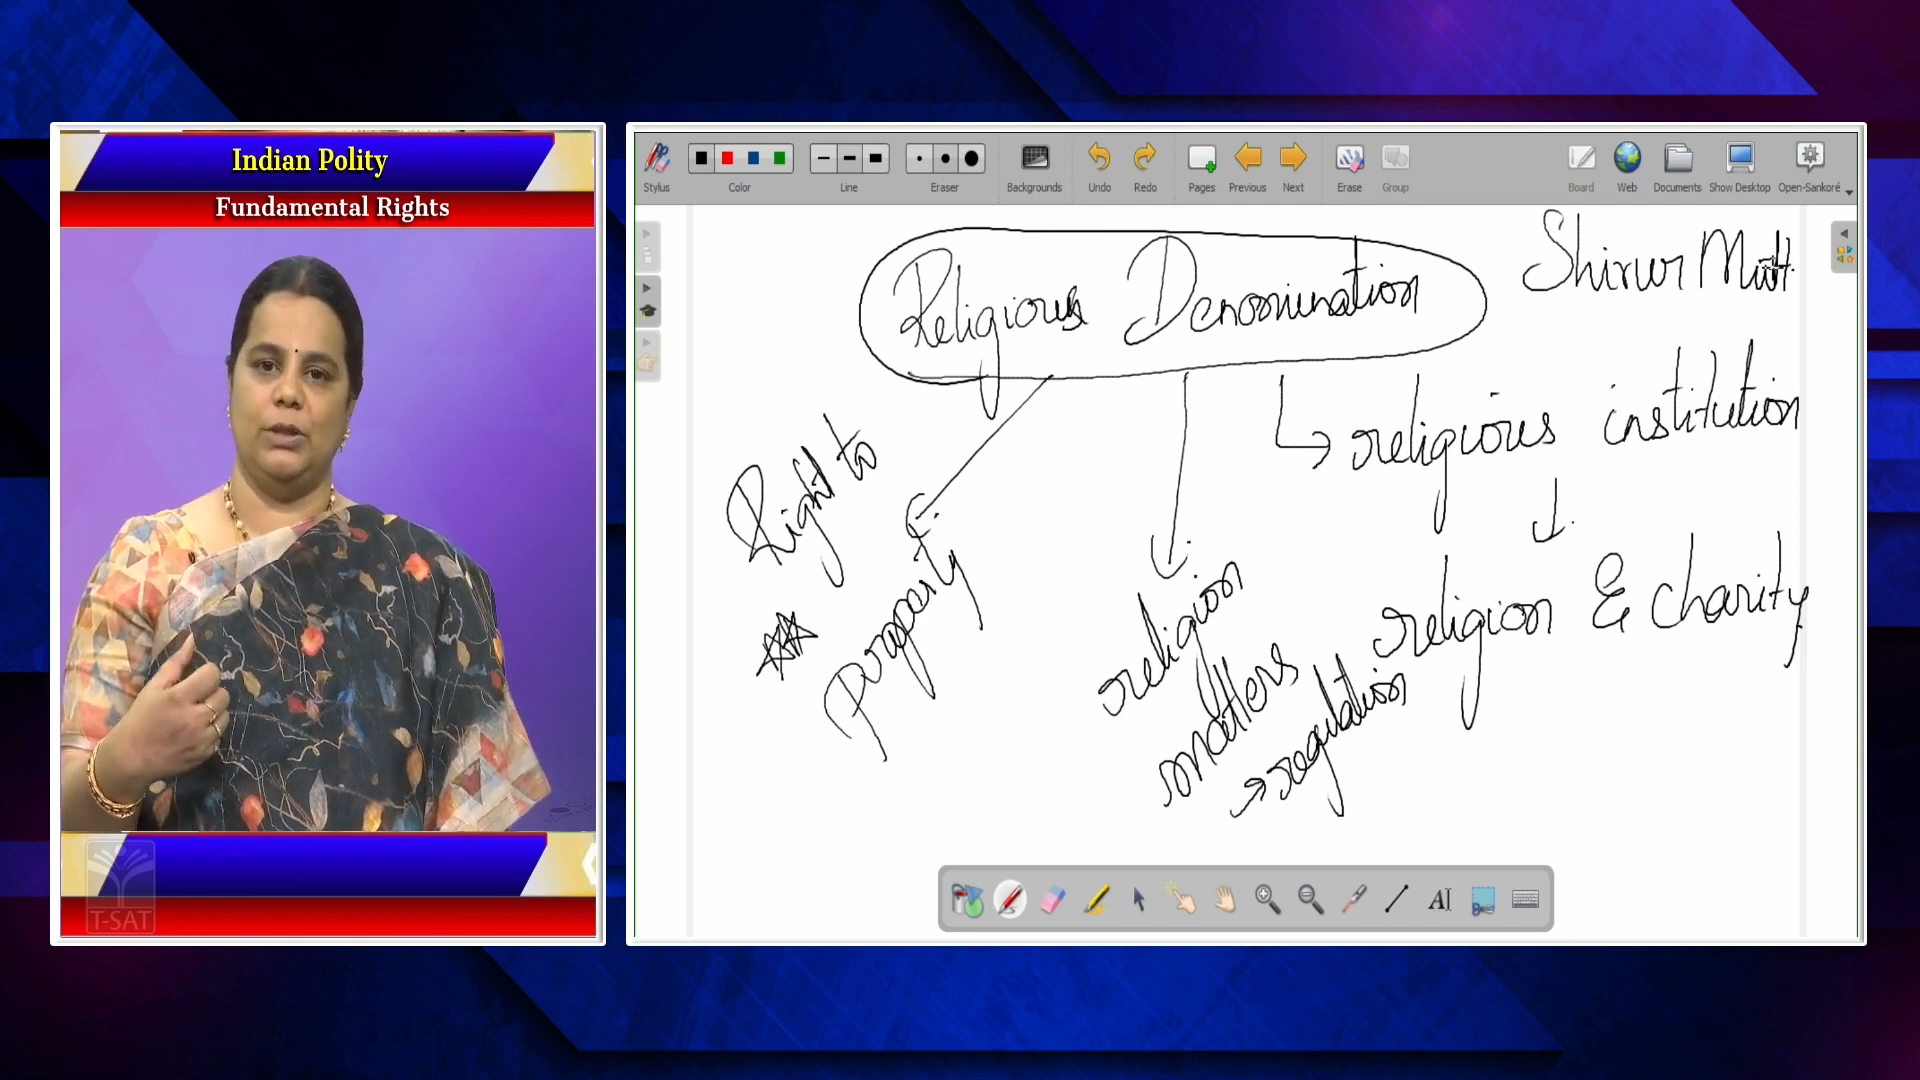 Indian Polity
Fundamental Rights
T-SAT
Stylus
Color
Line
Eraser
Backgrounds
Undo
Redo
Pages
Previous
Next
Erase
Group
Board
Web
Documents
Show Desktop
Open-Sankoré
Shirur Mutt
Religious Denomination
Right to
Property
religion
matters
→ regulation
religious institution
religion & charity